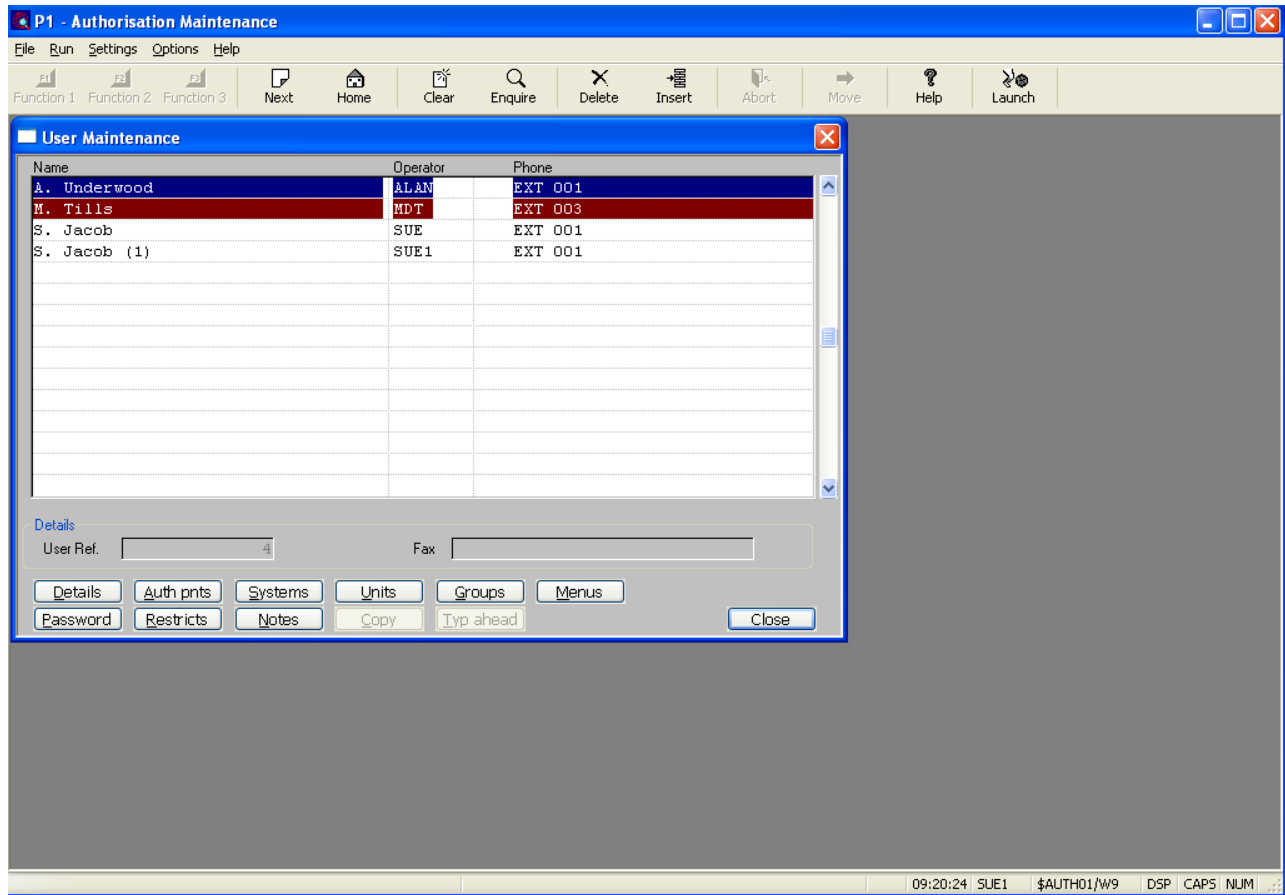 P1 - Authorisation Maintenance
File Run Settings Options Help
F1 F2 F3
Function 1 Function 2 Function 3 Next Home Clear Enquire Delete Insert Abort Move Help Launch
User Maintenance
Name Operator Phone
A. Underwood ALAN EXT 001
M. Tills MDT EXT 003
S. Jacob SUE EXT 001
S. Jacob (1) SUE1 EXT 001
Details
User Ref. 4 Fax
Details Auth pnts Systems Units Groups Menus
Password Restricts Notes Copy Typ ahead Close
09:20:24 SUE1 $AUTH01/W9 DSP CAPS NUM